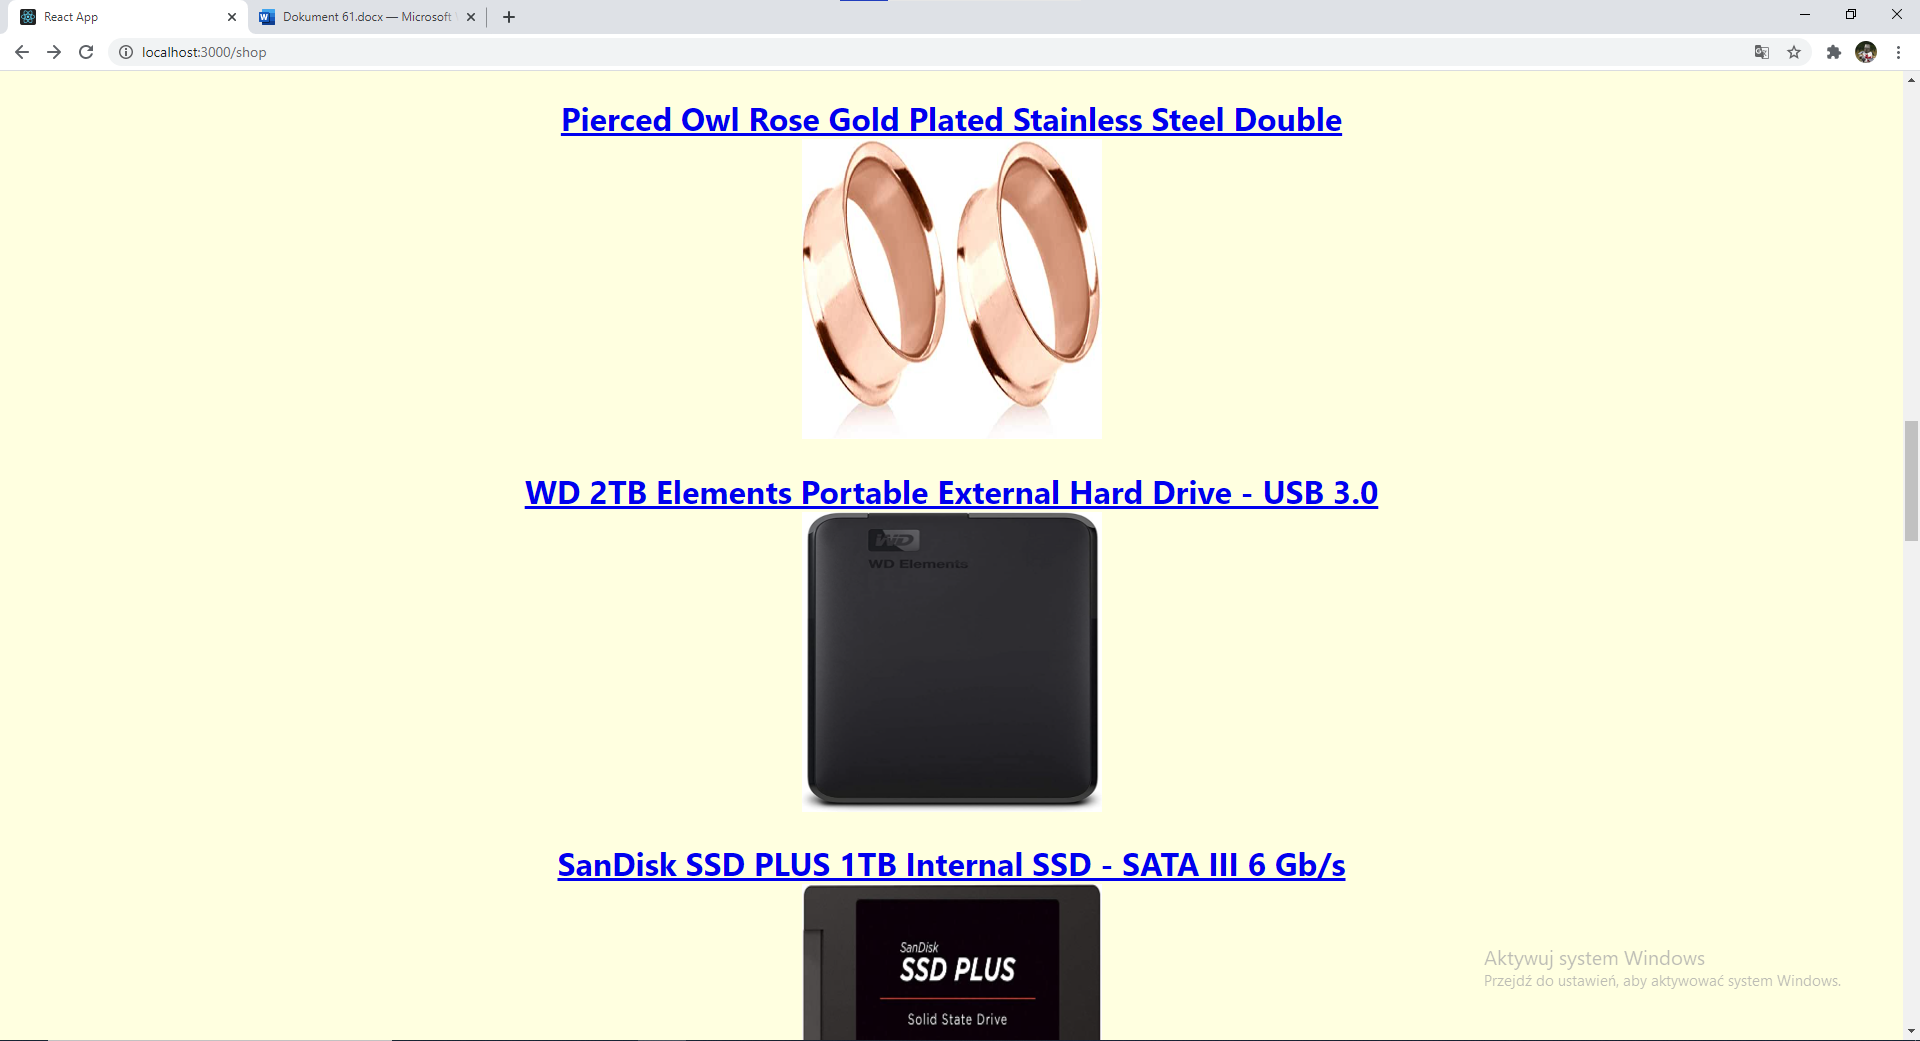 React App
Dokument 61.docx — Microsoft
localhost:3000/shop
Pierced Owl Rose Gold Plated Stainless Steel Double
WD 2TB Elements Portable External Hard Drive - USB 3.0
WD
WD Elements
SanDisk SSD PLUS 1TB Internal SSD - SATA III 6 Gb/s
SanDisk
SSD PLUS
Solid State Drive
Aktywuj system Windows
Przejdź do ustawień, aby aktywować system Windows.